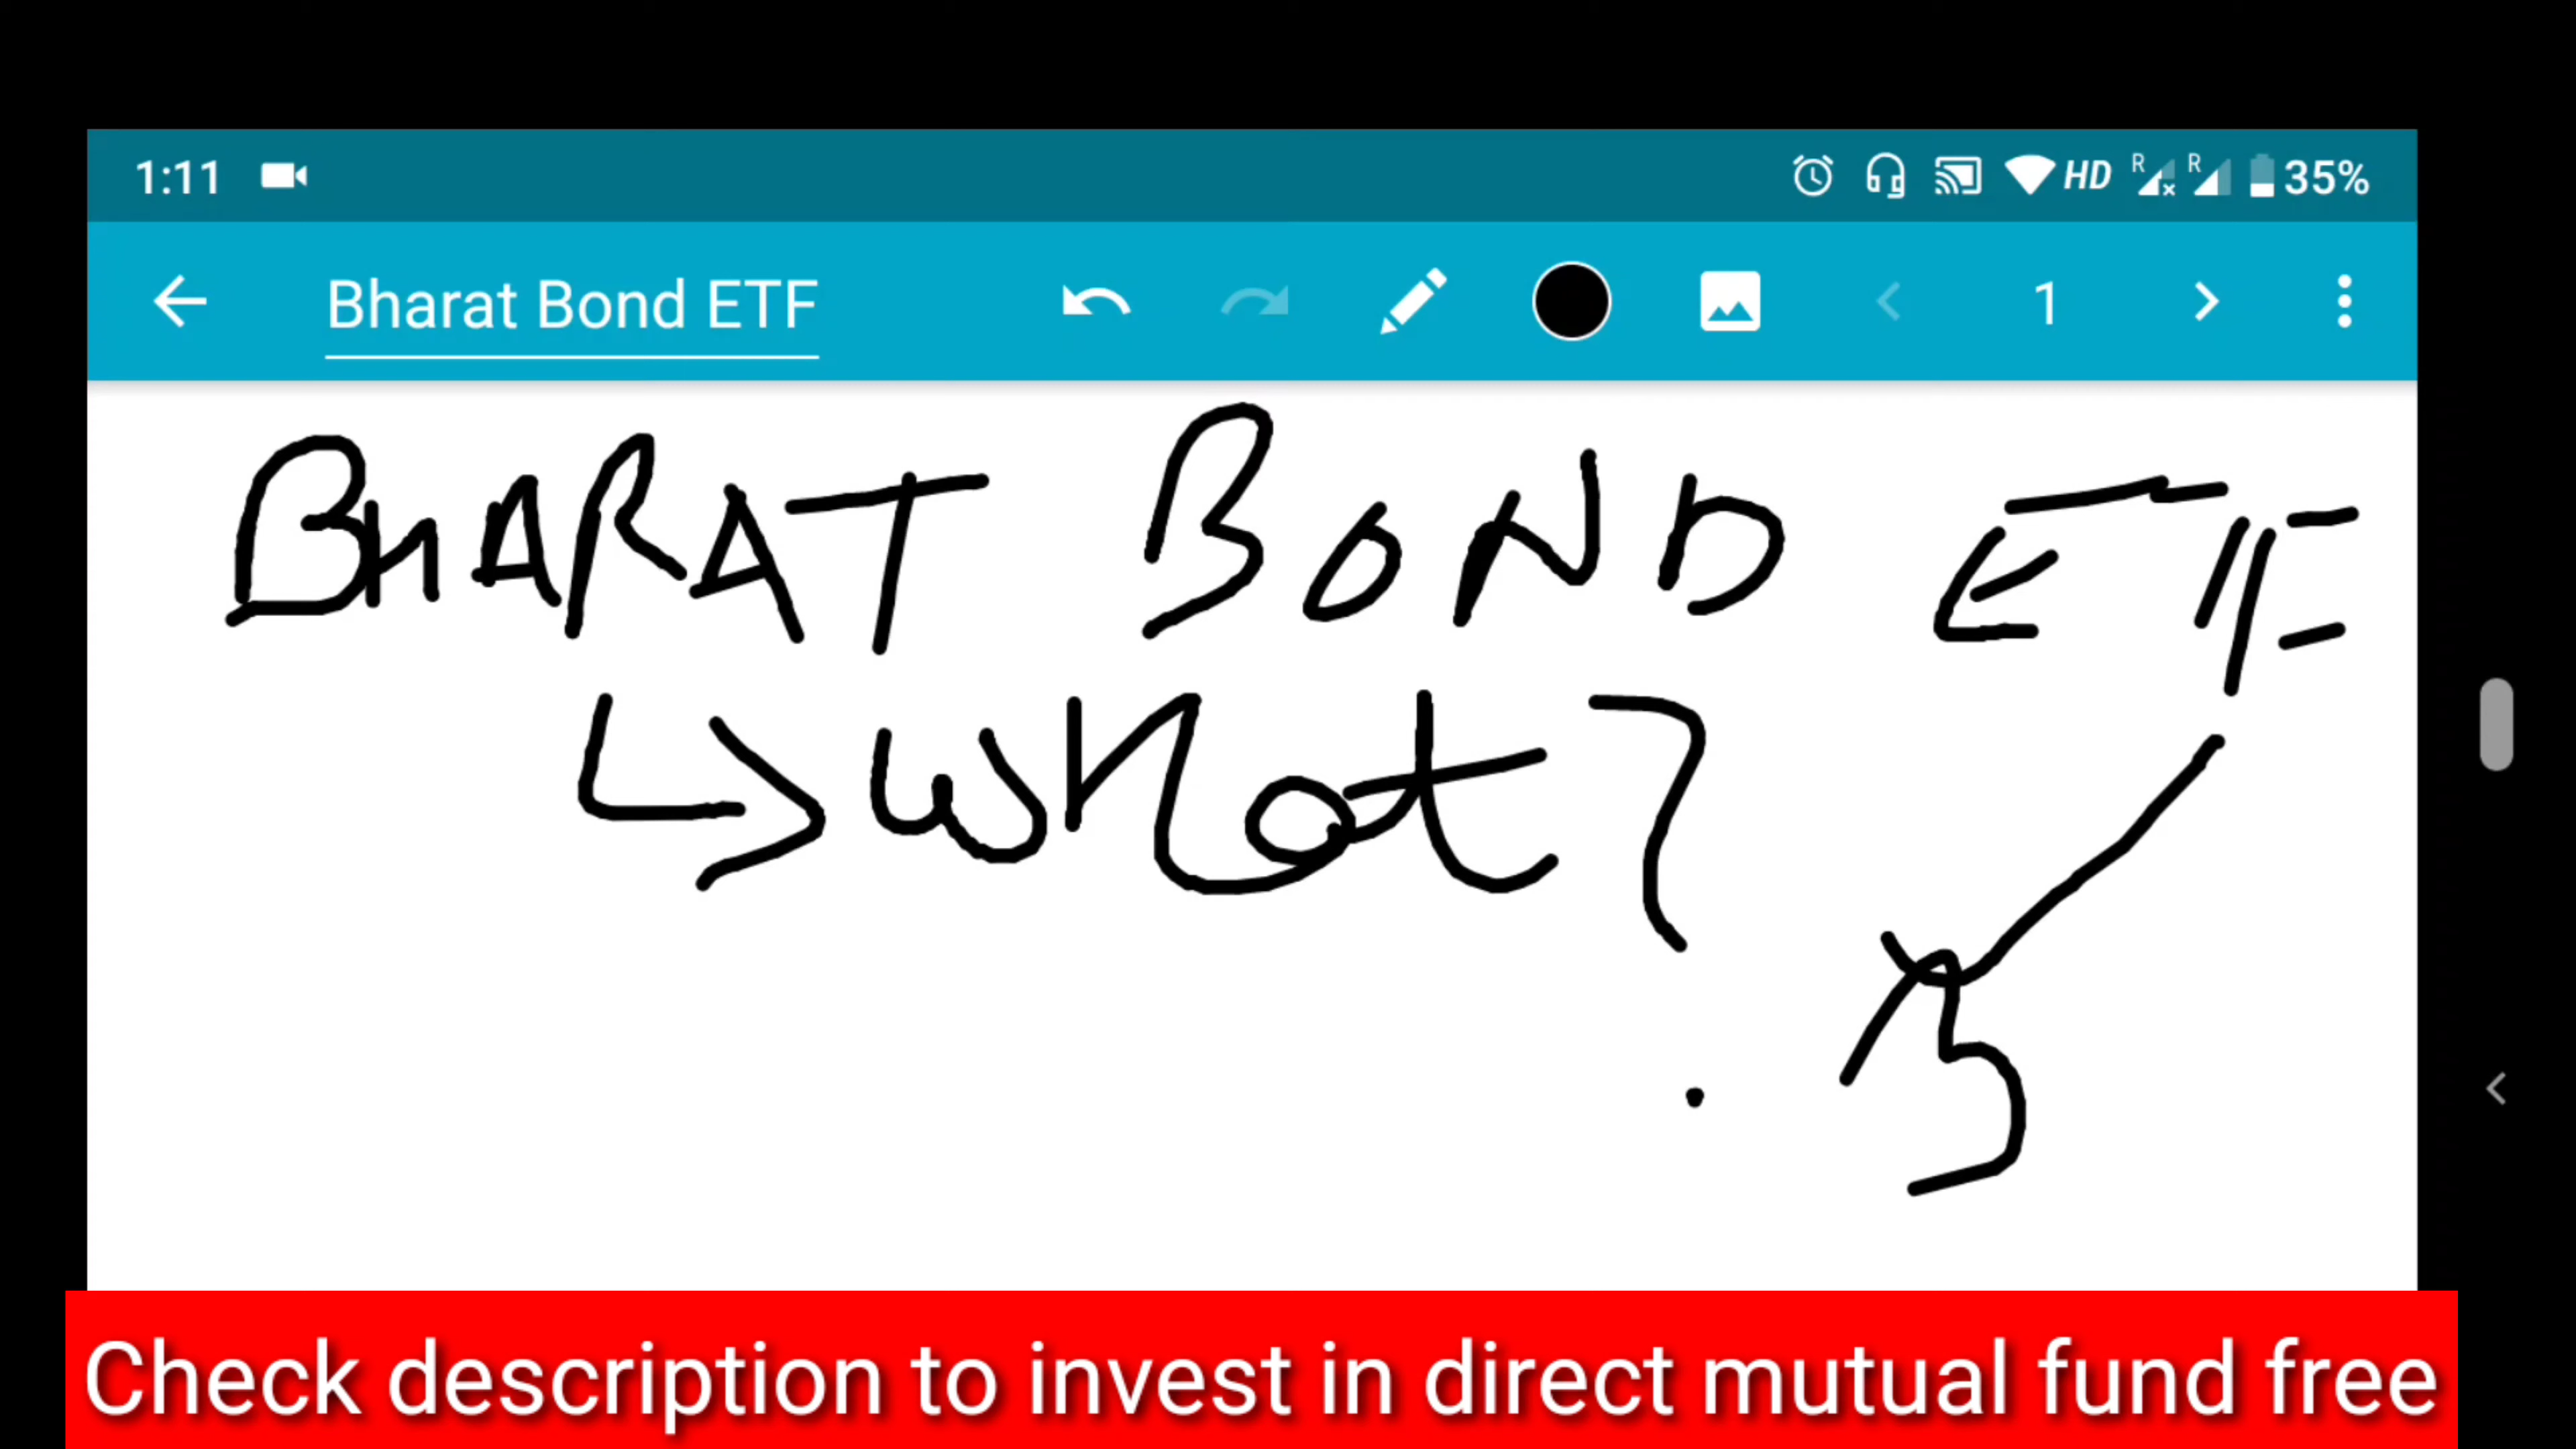 1:11 HD R R 35%
Bharat Bond ETF 1
BHARAT BOND ETF
↳ What?
Check description to invest in direct mutual fund free